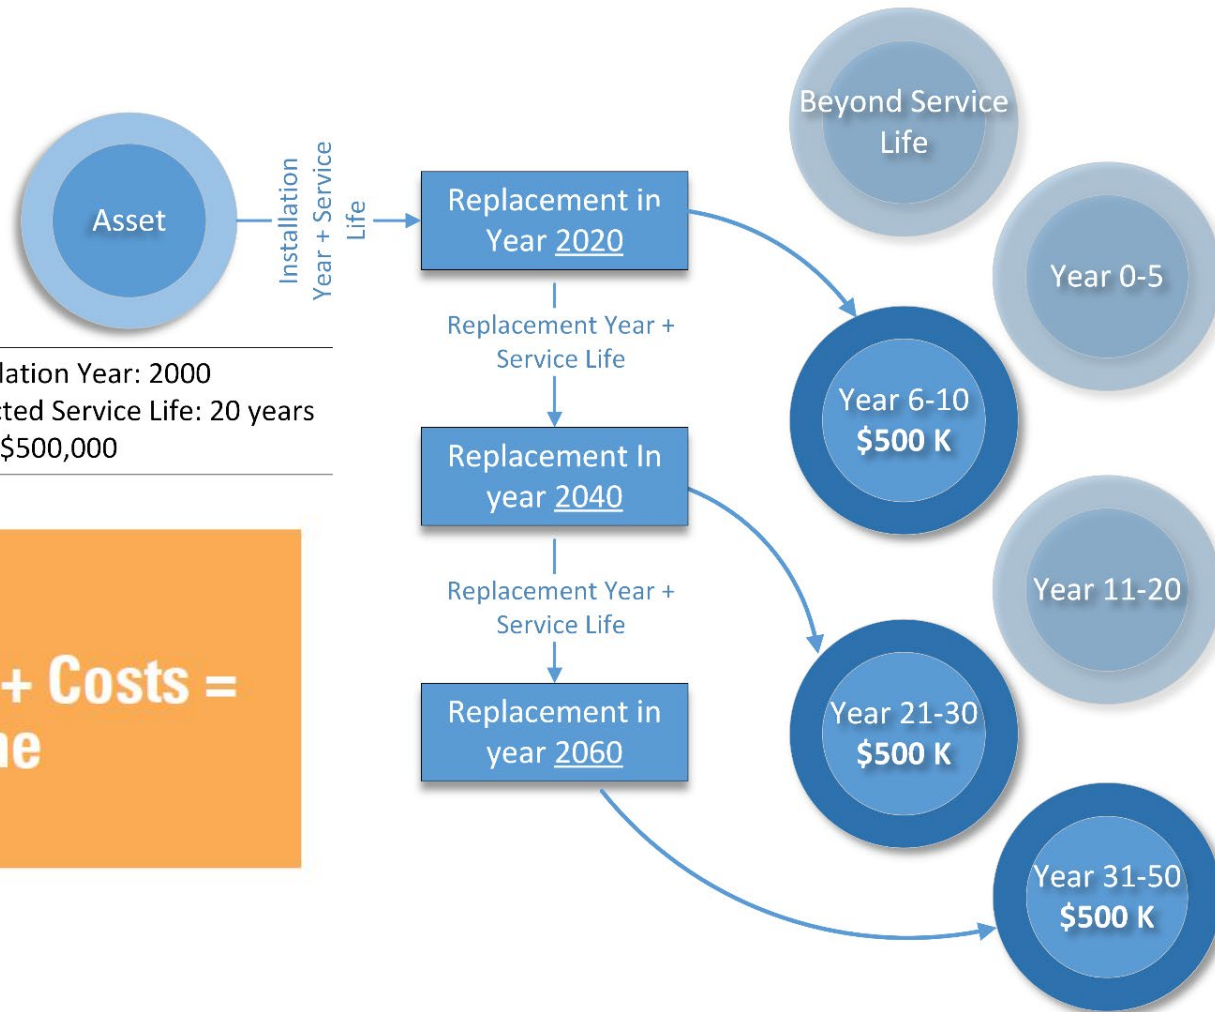 Asset
Installation
Year + Service
Life
lation Year: 2000
cted Service Life: 20 years
$500,000
+ Costs =
ne
Replacement in
Year 2020
Replacement Year +
Service Life
Replacement In
year 2040
Replacement Year +
Service Life
Replacement in
year 2060
Beyond Service
Life
Year 0-5
Year 6-10
$500 K
Year 11-20
Year 21-30
$500 K
Year 31-50
$500 K